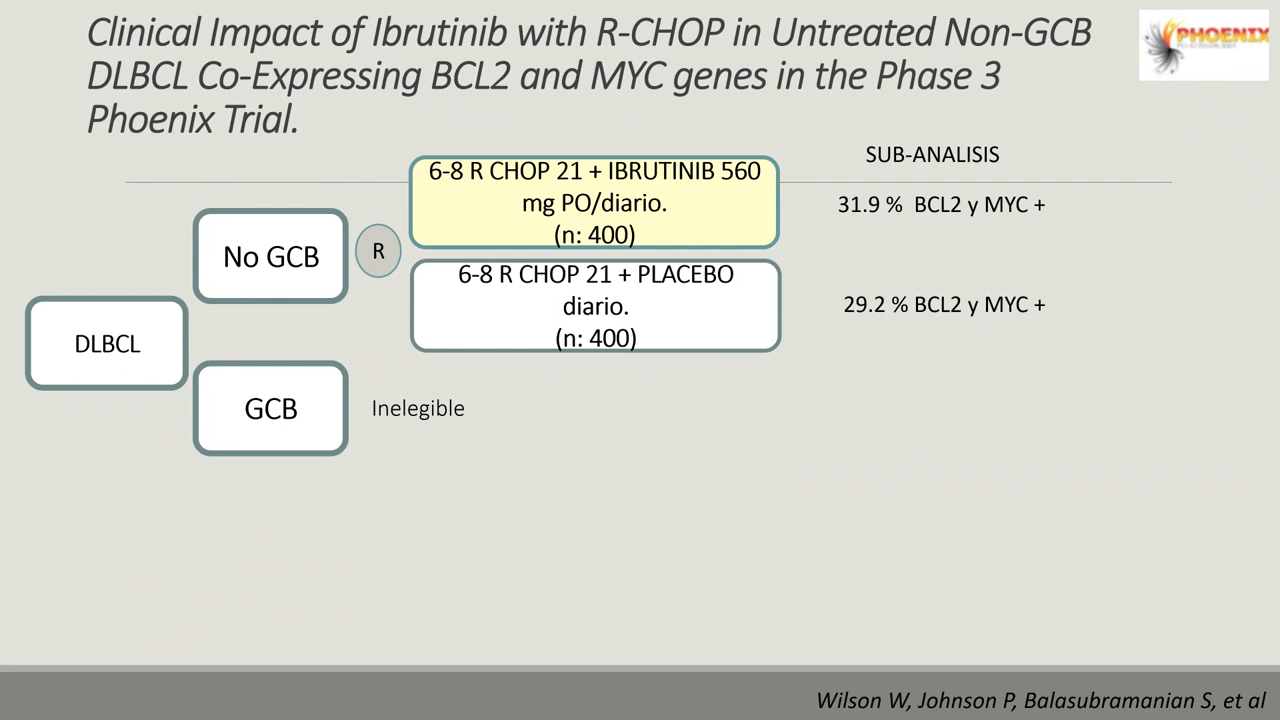 Clinical Impact of Ibrutinib with R-CHOP in Untreated Non-GCB
DLBCL Co-Expressing BCL2 and MYC genes in the Phase 3
Phoenix Trial.
PHOENIX
SUB-ANALISIS
6-8 R CHOP 21 + IBRUTINIB 560
mg PO/diario.
(n: 400)
31.9 % BCL2 y MYC +
No GCB
R
6-8 R CHOP 21 + PLACEBO
diario.
(n: 400)
29.2 % BCL2 y MYC +
DLBCL
GCB
Inelegible
Wilson W, Johnson P, Balasubramanian S, et al